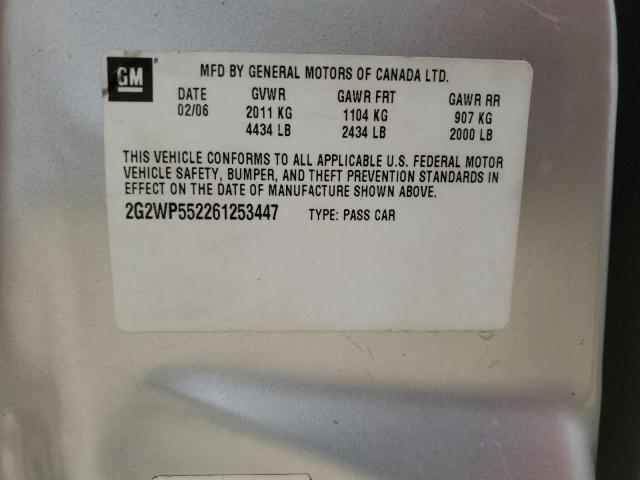 GM ® MFD BY GENERAL MOTORS OF CANADA LTD.
DATE GVWR GAWR FRT GAWR RR
02/06 2011 KG 1104 KG 907 KG
4434 LB 2434 LB 2000 LB
THIS VEHICLE CONFORMS TO ALL APPLICABLE U.S. FEDERAL MOTOR
VEHICLE SAFETY, BUMPER, AND THEFT PREVENTION STANDARDS IN
EFFECT ON THE DATE OF MANUFACTURE SHOWN ABOVE.
2G2WP552261253447 TYPE: PASS CAR